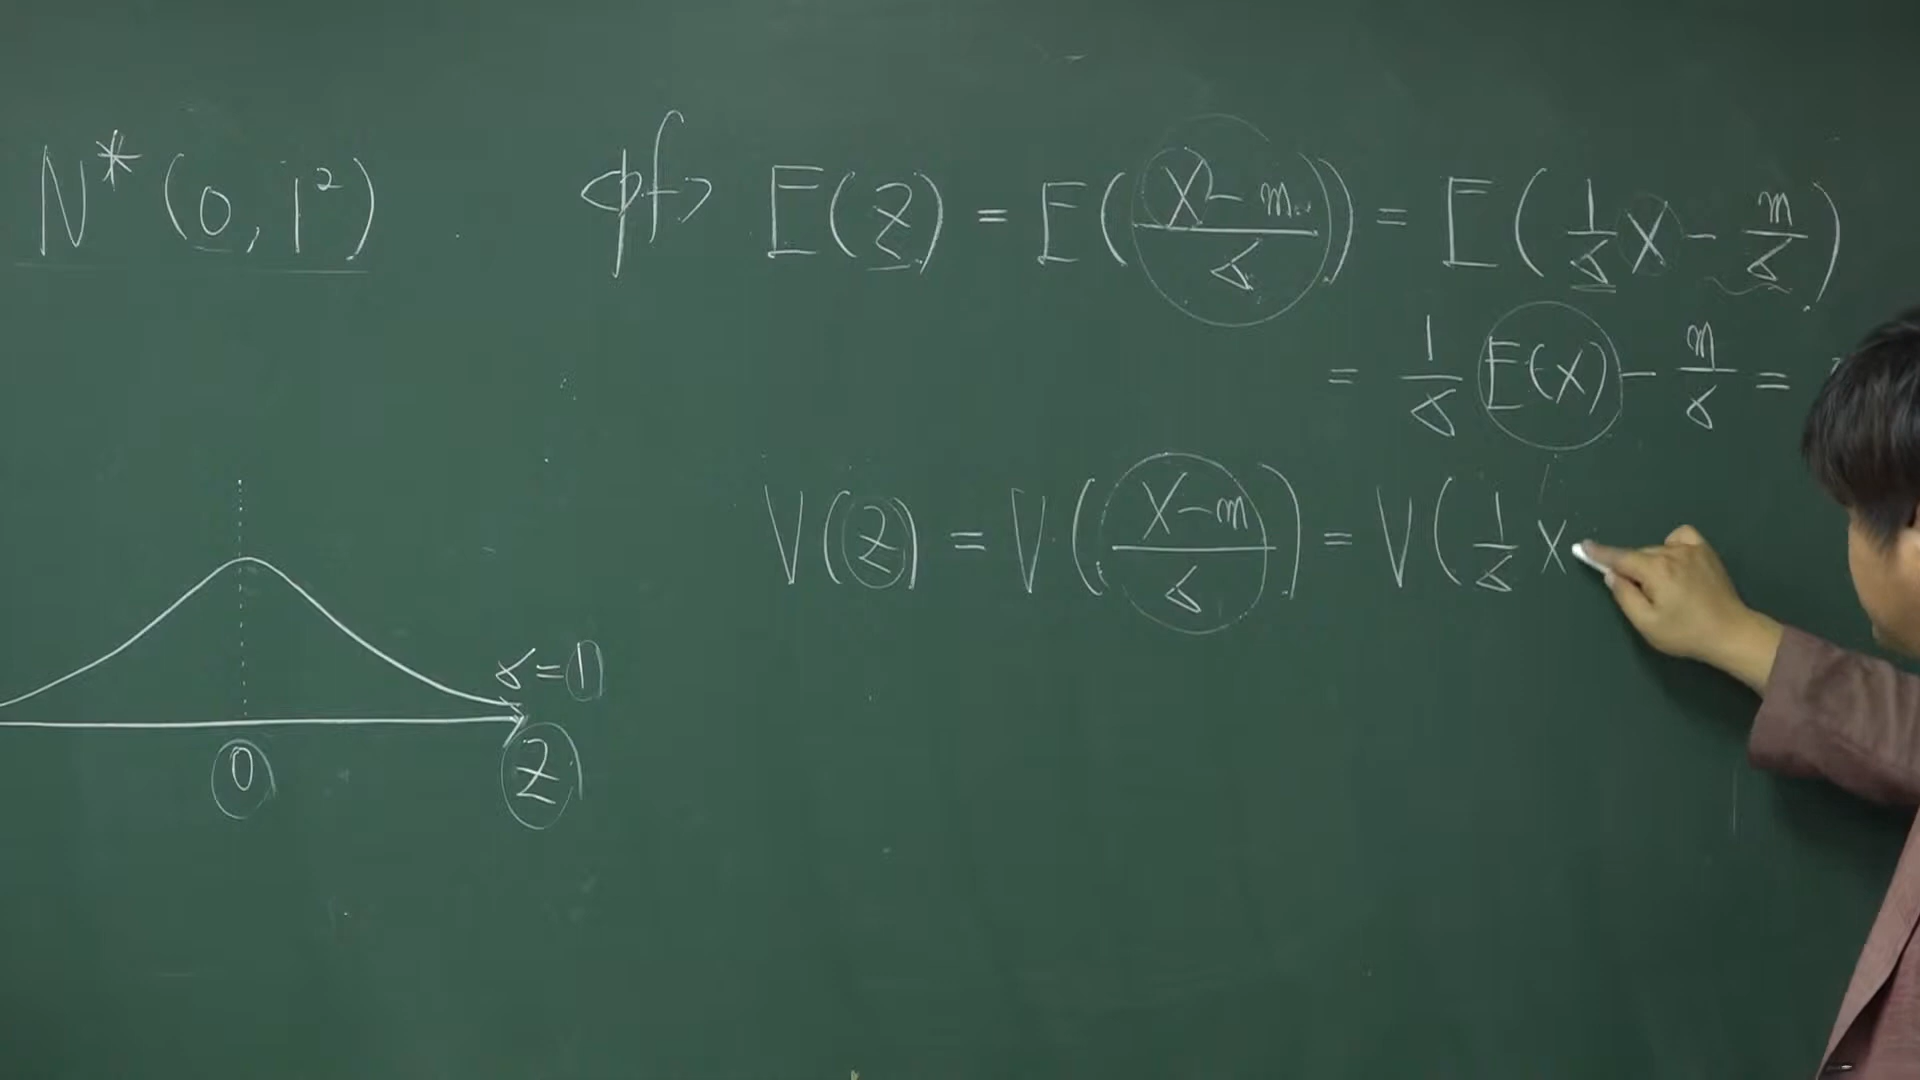 N*(0, 1²)
<pf> E(Z) = E((X-m)/σ) = E(1/σ X - m/σ)
= 1/σ E(X) - m/σ =
V(Z) = V((X-m)/σ) = V(1/σ X
σ=1
0
Z